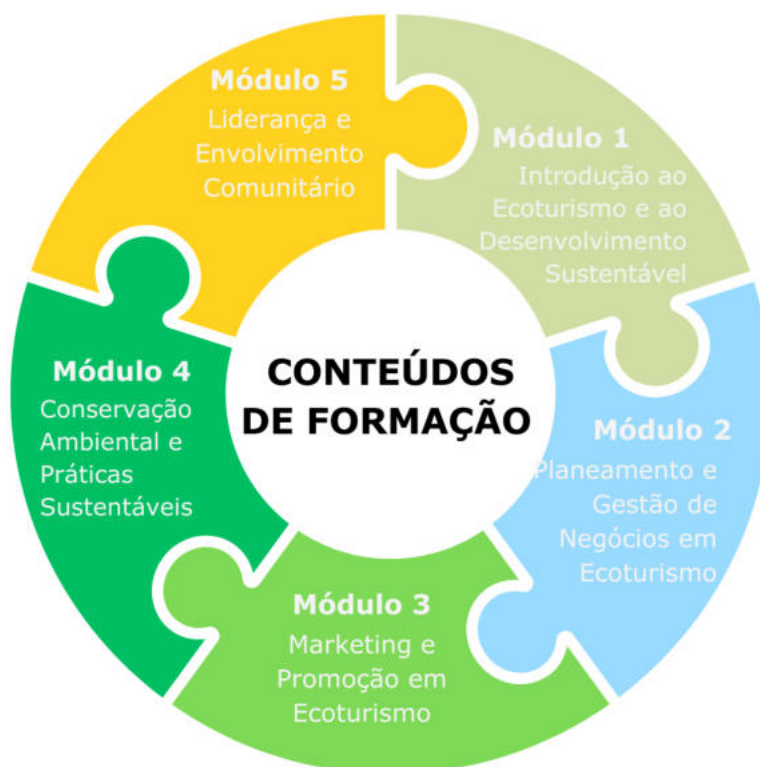 CONTEÚDOS
DE FORMAÇÃO
Módulo 1
Introdução ao
Ecoturismo e ao
Desenvolvimento
Sustentável
Módulo 2
Planeamento e
Gestão de
Negócios em
Ecoturismo
Módulo 3
Marketing e
Promoção em
Ecoturismo
Módulo 4
Conservação
Ambiental e
Práticas
Sustentáveis
Módulo 5
Liderança e
Envolvimento
Comunitário